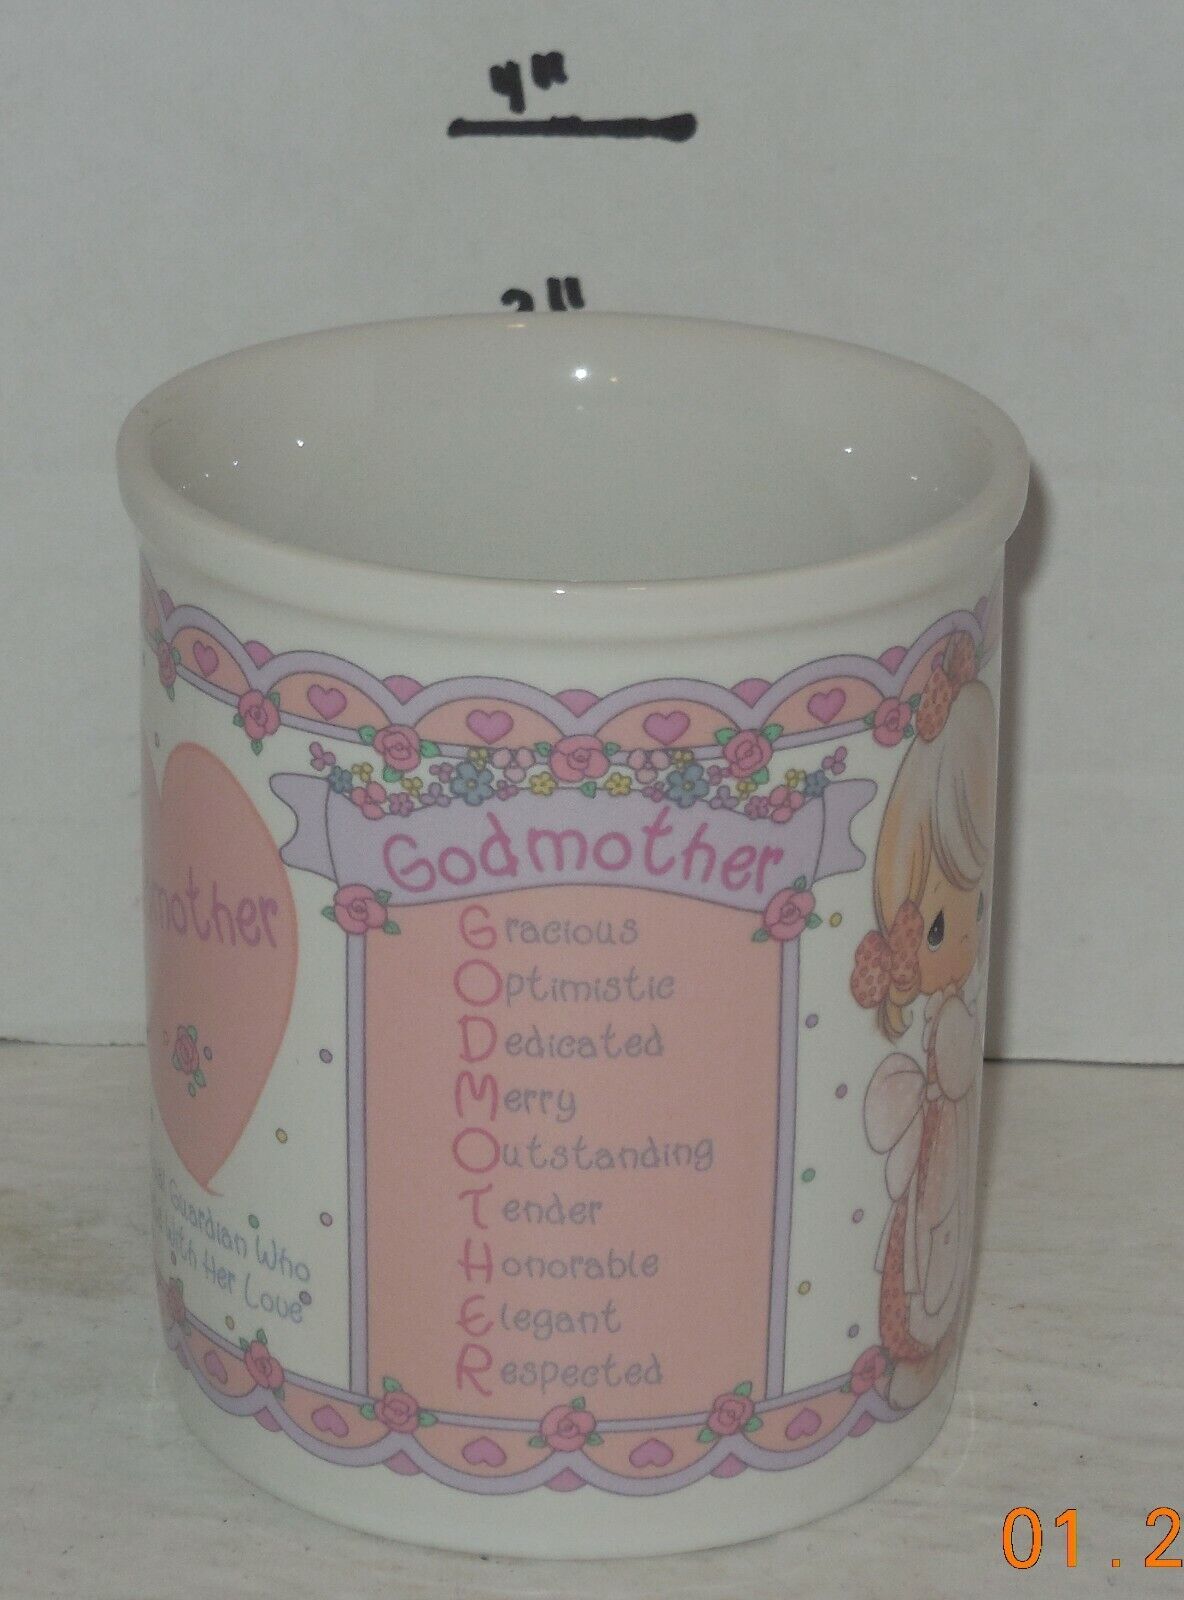 4"
"
Godmother
Gracious
Optimistic
Dedicated
Merry
Outstanding
Tender
Honorable
Elegant
Respected
mother
Guardian Who
With Her Love
01.2